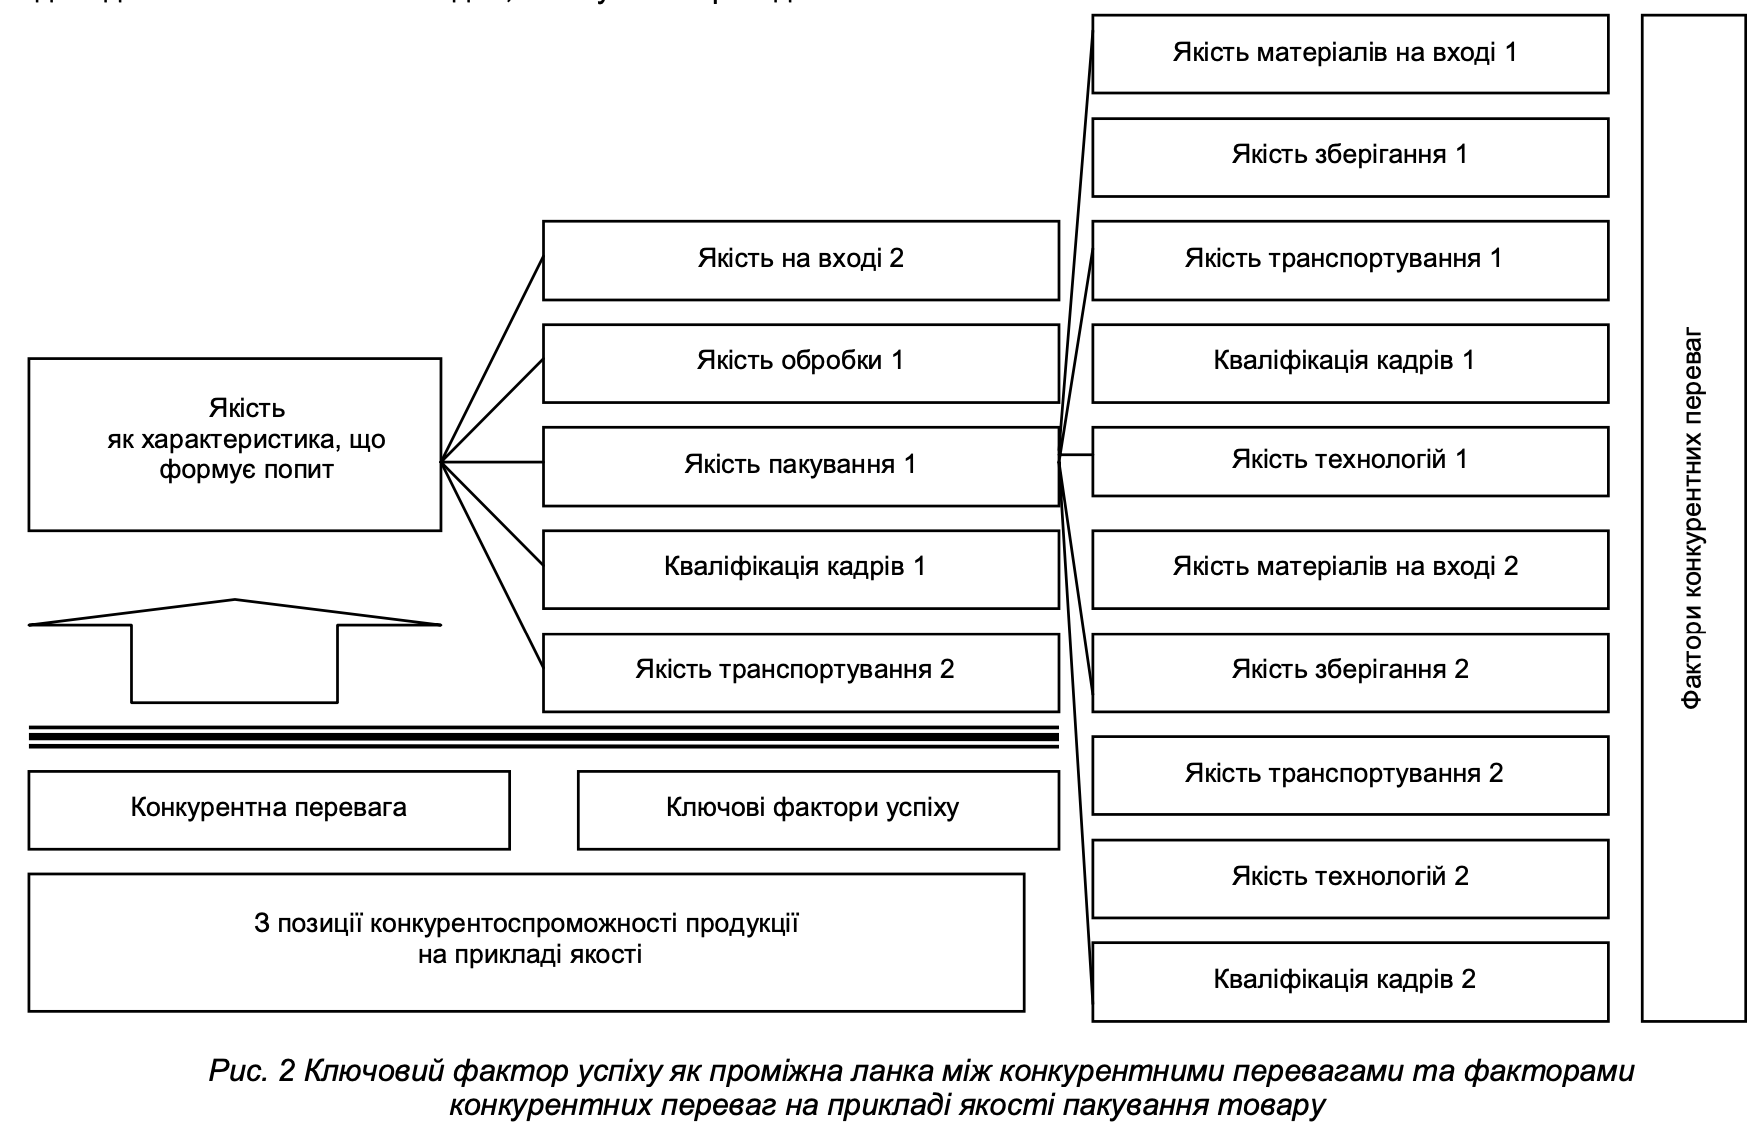 Якість матеріалів на вході 1
Якість зберігання 1
Якість на вході 2
Якість транспортування 1
Якість обробки 1
Кваліфікація кадрів 1
Якість
як характеристика, що
формує попит
Якість пакування 1
Якість технологій 1
Кваліфікація кадрів 1
Якість матеріалів на вході 2
Якість транспортування 2
Якість зберігання 2
Якість транспортування 2
Конкурентна перевага
Ключові фактори успіху
Якість технологій 2
З позиції конкурентоспроможності продукції
на прикладі якості
Кваліфікація кадрів 2
Фактори конкурентних переваг
Рис. 2 Ключовий фактор успіху як проміжна ланка між конкурентними перевагами та факторами
конкурентних переваг на прикладі якості пакування товару